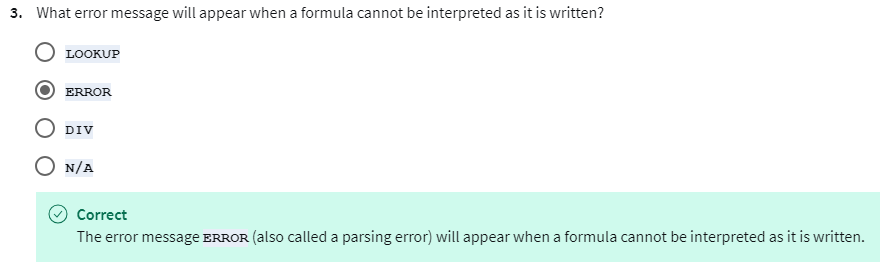 3. What error message will appear when a formula cannot be interpreted as it is written?
LOOKUP
ERROR
DIV
N/A
Correct
The error message ERROR (also called a parsing error) will appear when a formula cannot be interpreted as it is written.